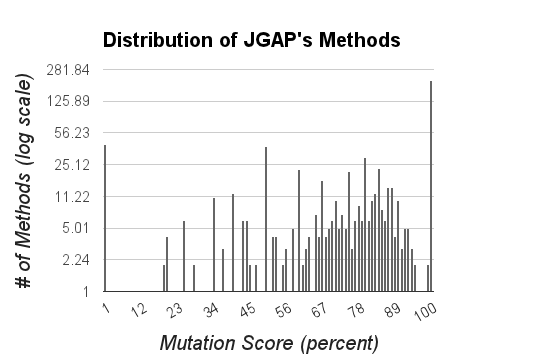 Distribution of JGAP's Methods
# of Methods (log scale)
281.84
125.89
56.23
25.12
11.22
5.01
2.24
1
1 12 23 34 45 56 67 78 89 100
Mutation Score (percent)